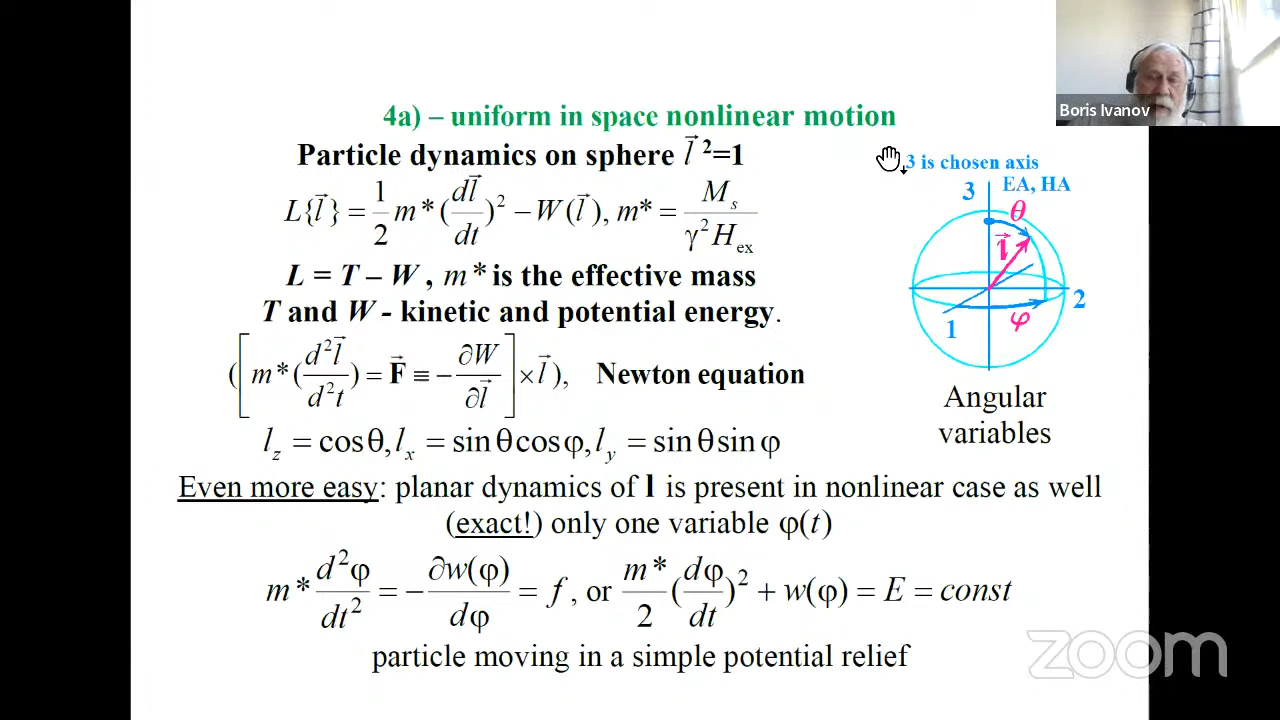 Boris Ivanov
4a) – uniform in space nonlinear motion
Particle dynamics on sphere l⃗ ²=1
L{l⃗} = 1/2 m*(dl⃗/dt)² − W(l⃗), m* = M_s/(γ²H_ex)
L = T – W , m* is the effective mass
T and W - kinetic and potential energy.
([m*(d²l⃗/d²t) = F⃗ ≡ −∂W/∂l⃗] × l⃗), Newton equation
l_z = cosθ, l_x = sinθcosφ, l_y = sinθsinφ
3 is chosen axis
EA, HA
3
θ
l⃗
2
1
φ
Angular
variables
Even more easy: planar dynamics of l is present in nonlinear case as well
(exact!) only one variable φ(t)
m* d²φ/dt² = −∂w(φ)/dφ = f, or m*/2 (dφ/dt)² + w(φ) = E = const
particle moving in a simple potential relief
zoom